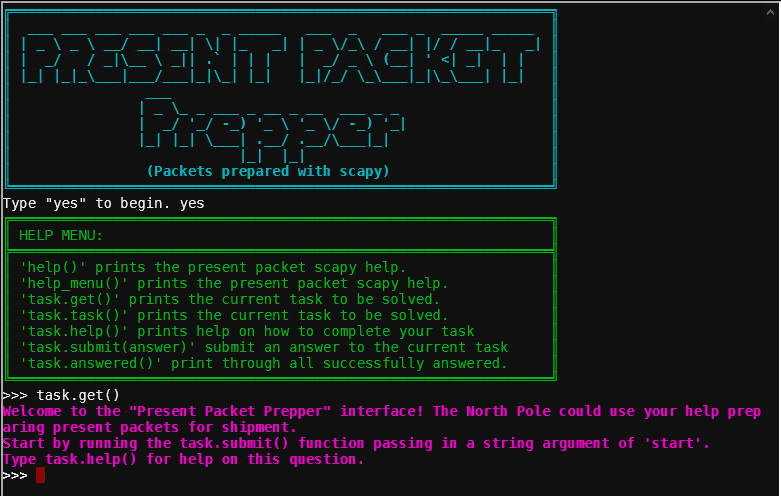 PRESENT PACKET
Prepper
(Packets prepared with scapy)
Type "yes" to begin. yes
HELP MENU:
'help()' prints the present packet scapy help.
'help_menu()' prints the present packet scapy help.
'task.get()' prints the current task to be solved.
'task.task()' prints the current task to be solved.
'task.help()' prints help on how to complete your task
'task.submit(answer)' submit an answer to the current task
'task.answered()' print through all successfully answered.
>>> task.get()
Welcome to the "Present Packet Prepper" interface! The North Pole could use your help prep
aring present packets for shipment.
Start by running the task.submit() function passing in a string argument of 'start'.
Type task.help() for help on this question.
>>>